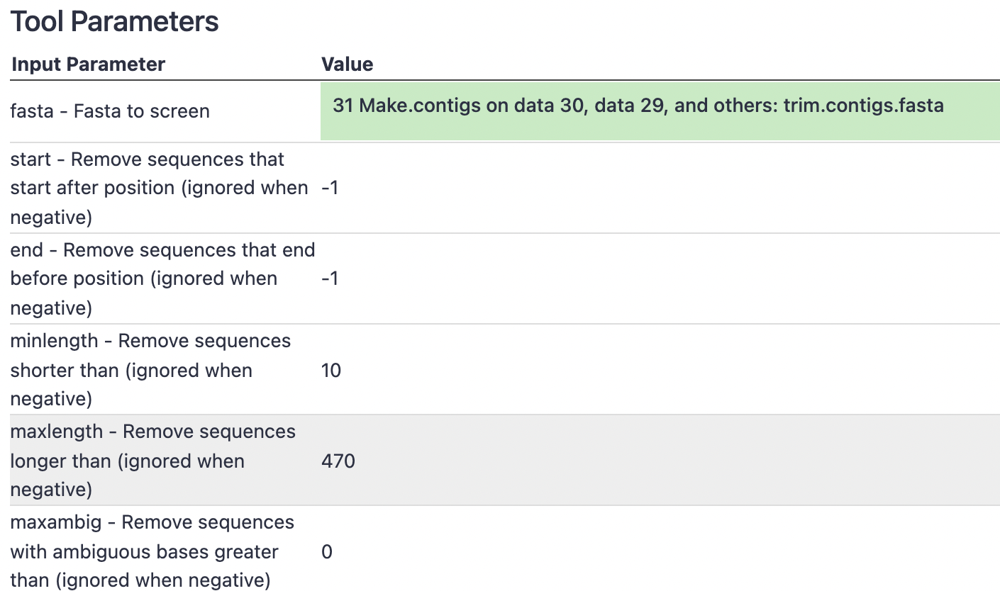 Tool Parameters
Input Parameter Value
fasta - Fasta to screen 31 Make.contigs on data 30, data 29, and others: trim.contigs.fasta
start - Remove sequences that
start after position (ignored when -1
negative)
end - Remove sequences that end
before position (ignored when -1
negative)
minlength - Remove sequences
shorter than (ignored when 10
negative)
maxlength - Remove sequences
longer than (ignored when 470
negative)
maxambig - Remove sequences
with ambiguous bases greater 0
than (ignored when negative)